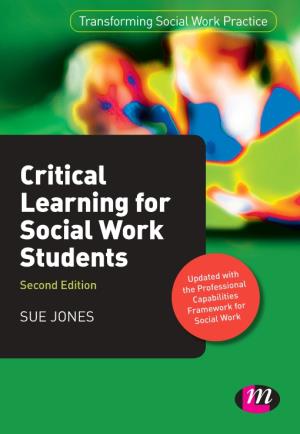 Transforming Social Work Practice
Critical
Learning for
Social Work
Students
Second Edition
SUE JONES
Updated with
the Professional
Capabilities
Framework for
Social Work
m